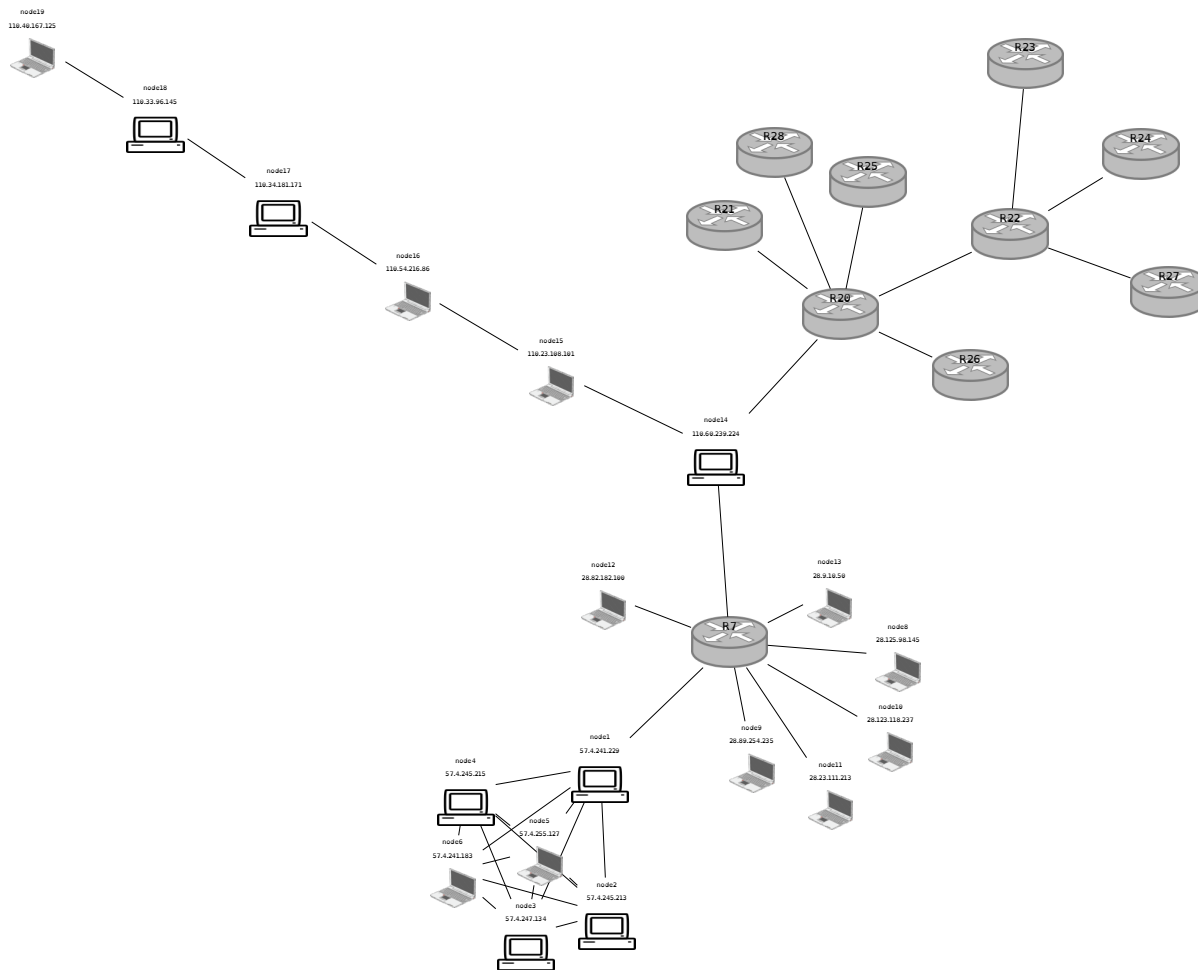 node19
110.40.167.125
R23
node18
110.33.96.145
R28
R24
R25
node17
110.34.181.171
R21
R22
node16
110.54.216.86
R27
R20
node15
110.23.108.101
R26
node14
110.60.239.224
node12
28.82.182.100
node13
28.9.10.50
R7
node8
28.125.98.145
node10
28.123.118.237
node9
28.89.254.235
node1
57.4.241.229
node4
57.4.245.215
node11
28.23.111.213
node5
57.4.255.127
node6
57.4.241.183
node2
57.4.245.213
node3
57.4.247.134